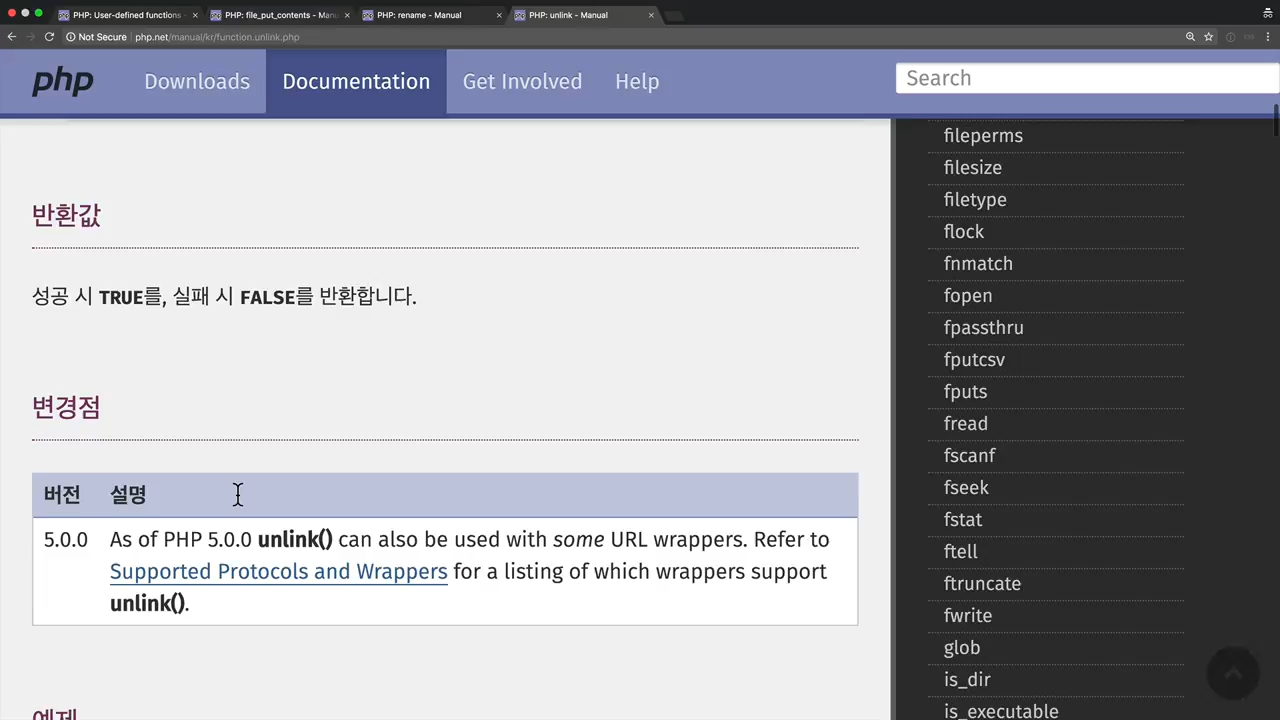 PHP: User-defined functions -
PHP: file_put_contents - Manu
PHP: rename - Manual
PHP: unlink - Manual
Not Secure | php.net/manual/kr/function.unlink.php
php
Downloads
Documentation
Get Involved
Help
Search
반환값
성공 시 TRUE를, 실패 시 FALSE를 반환합니다.
변경점
버전 설명
5.0.0 As of PHP 5.0.0 unlink() can also be used with some URL wrappers. Refer to
Supported Protocols and Wrappers for a listing of which wrappers support
unlink().
예제
fileperms
filesize
filetype
flock
fnmatch
fopen
fpassthru
fputcsv
fputs
fread
fscanf
fseek
fstat
ftell
ftruncate
fwrite
glob
is_dir
is_executable